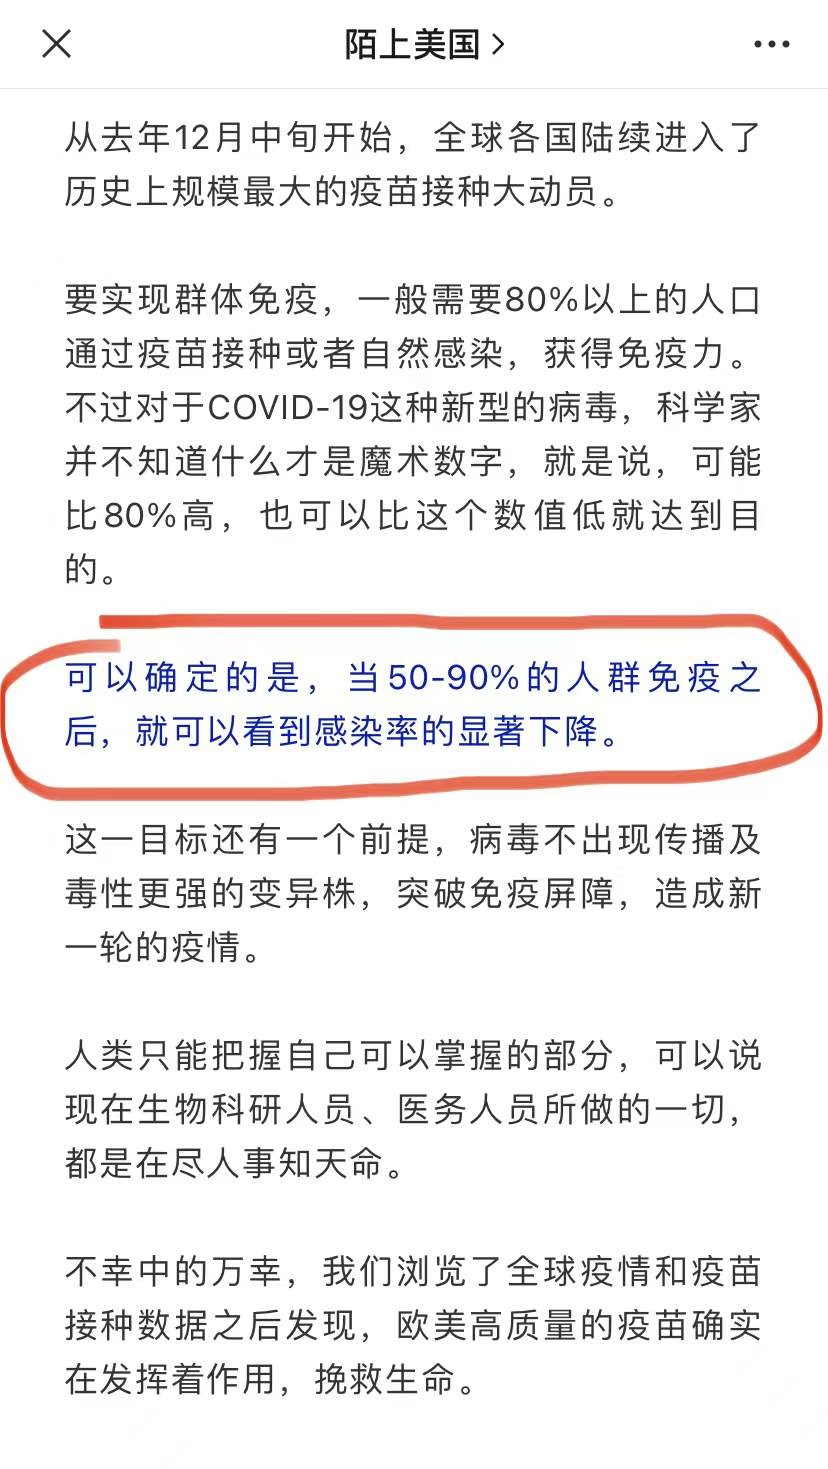 陌上美国
从去年12月中旬开始，全球各国陆续进入了
历史上规模最大的疫苗接种大动员。
要实现群体免疫，一般需要80%以上的人口
通过疫苗接种或者自然感染，获得免疫力。
不过对于COVID-19这种新型的病毒，科学家
并不知道什么才是魔术数字，就是说，可能
比80%高，也可以比这个数值低就达到目
的。
可以确定的是，当50-90%的人群免疫之
后，就可以看到感染率的显著下降。
这一目标还有一个前提，病毒不出现传播及
毒性更强的变异株，突破免疫屏障，造成新
一轮的疫情。
人类只能把握自己可以掌握的部分，可以说
现在生物科研人员、医务人员所做的一切，
都是在尽人事知天命。
不幸中的万幸，我们浏览了全球疫情和疫苗
接种数据之后发现，欧美高质量的疫苗确实
在发挥着作用，挽救生命。